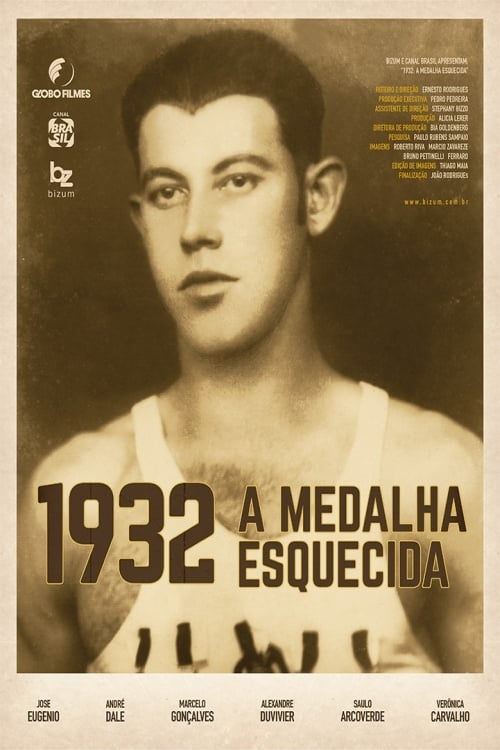 GLOBO FILMES
CANAL
BRASIL
bz
bizum
BIZUM E CANAL BRASIL APRESENTAM:
"1932: A MEDALHA ESQUECIDA"
ROTEIRO E DIREÇÃO ERNESTO RODRIGUES
PRODUÇÃO EXECUTIVA PEDRO PEDREIRA
ASSISTENTE DE DIREÇÃO STEPHANY BIZZO
PRODUÇÃO ALICIA LERER
DIRETORA DE PRODUÇÃO BIA GOLDENBERG
PESQUISA PAULO RUBENS SAMPAIO
IMAGENS ROBERTO RIVA MARCIO ZAVAREZE
BRUNO PETTINELLI FERRARO
EDIÇÃO DE IMAGENS THIAGO MAIA
FINALIZAÇÃO JOÃO RODRIGUES
www.bizum.com.br
1932 A MEDALHA
ESQUECIDA
JOSE EUGENIO
ANDRÉ DALE
MARCELO GONÇALVES
ALEXANDRE DUVIVIER
SAULO ARCOVERDE
VERÔNICA CARVALHO